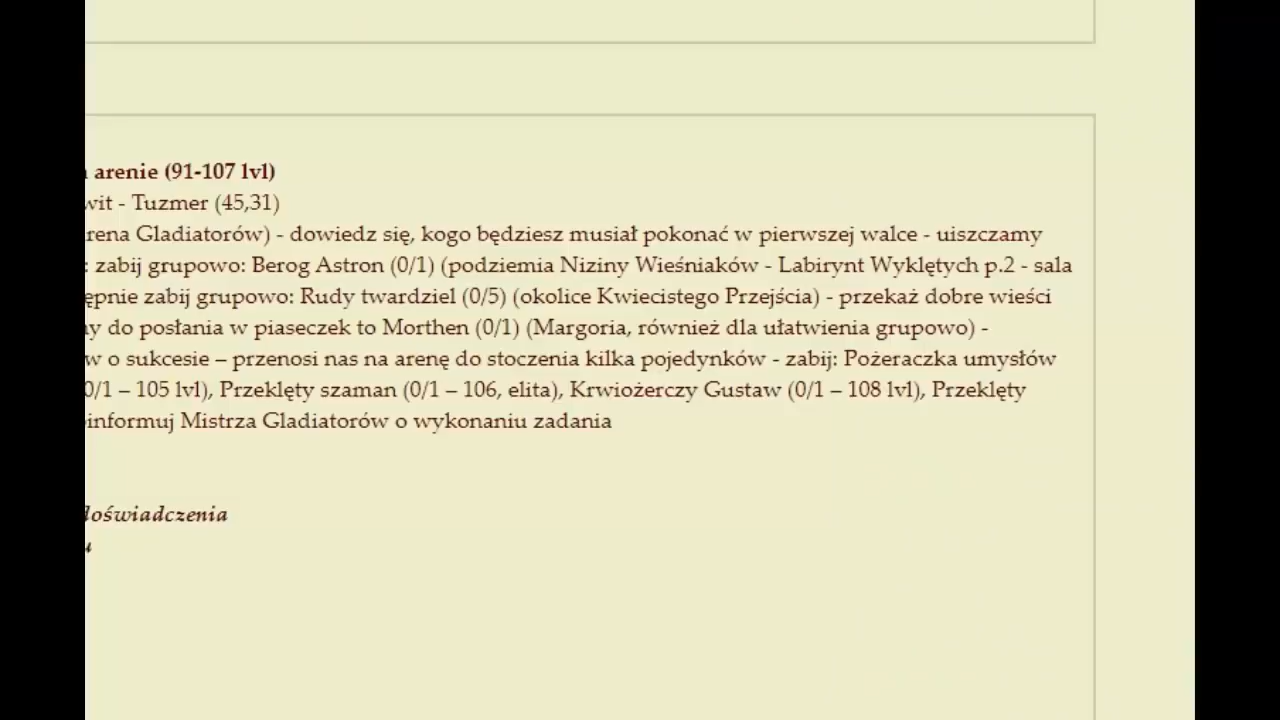 arenie (91-107 lvl)
wit - Tuzmer (45,31)
rena Gladiatorów) - dowiedz się, kogo będziesz musiał pokonać w pierwszej walce - uiszczamy
: zabij grupowo: Berog Astron (0/1) (podziemia Niziny Wieśniaków - Labirynt Wyklętych p.2 - sala
ępnie zabij grupowo: Rudy twardziel (0/5) (okolice Kwiecistego Przejścia) - przekaż dobre wieści
y do posłania w piaseczek to Morthen (0/1) (Margoria, również dla ułatwienia grupowo) -
w o sukcesie – przenosi nas na arenę do stoczenia kilka pojedynków - zabij: Pożeraczka umysłów
0/1 – 105 lvl), Przeklęty szaman (0/1 – 106, elita), Krwiożerczy Gustaw (0/1 – 108 lvl), Przeklęty
informuj Mistrza Gladiatorów o wykonaniu zadania
doświadczenia
u